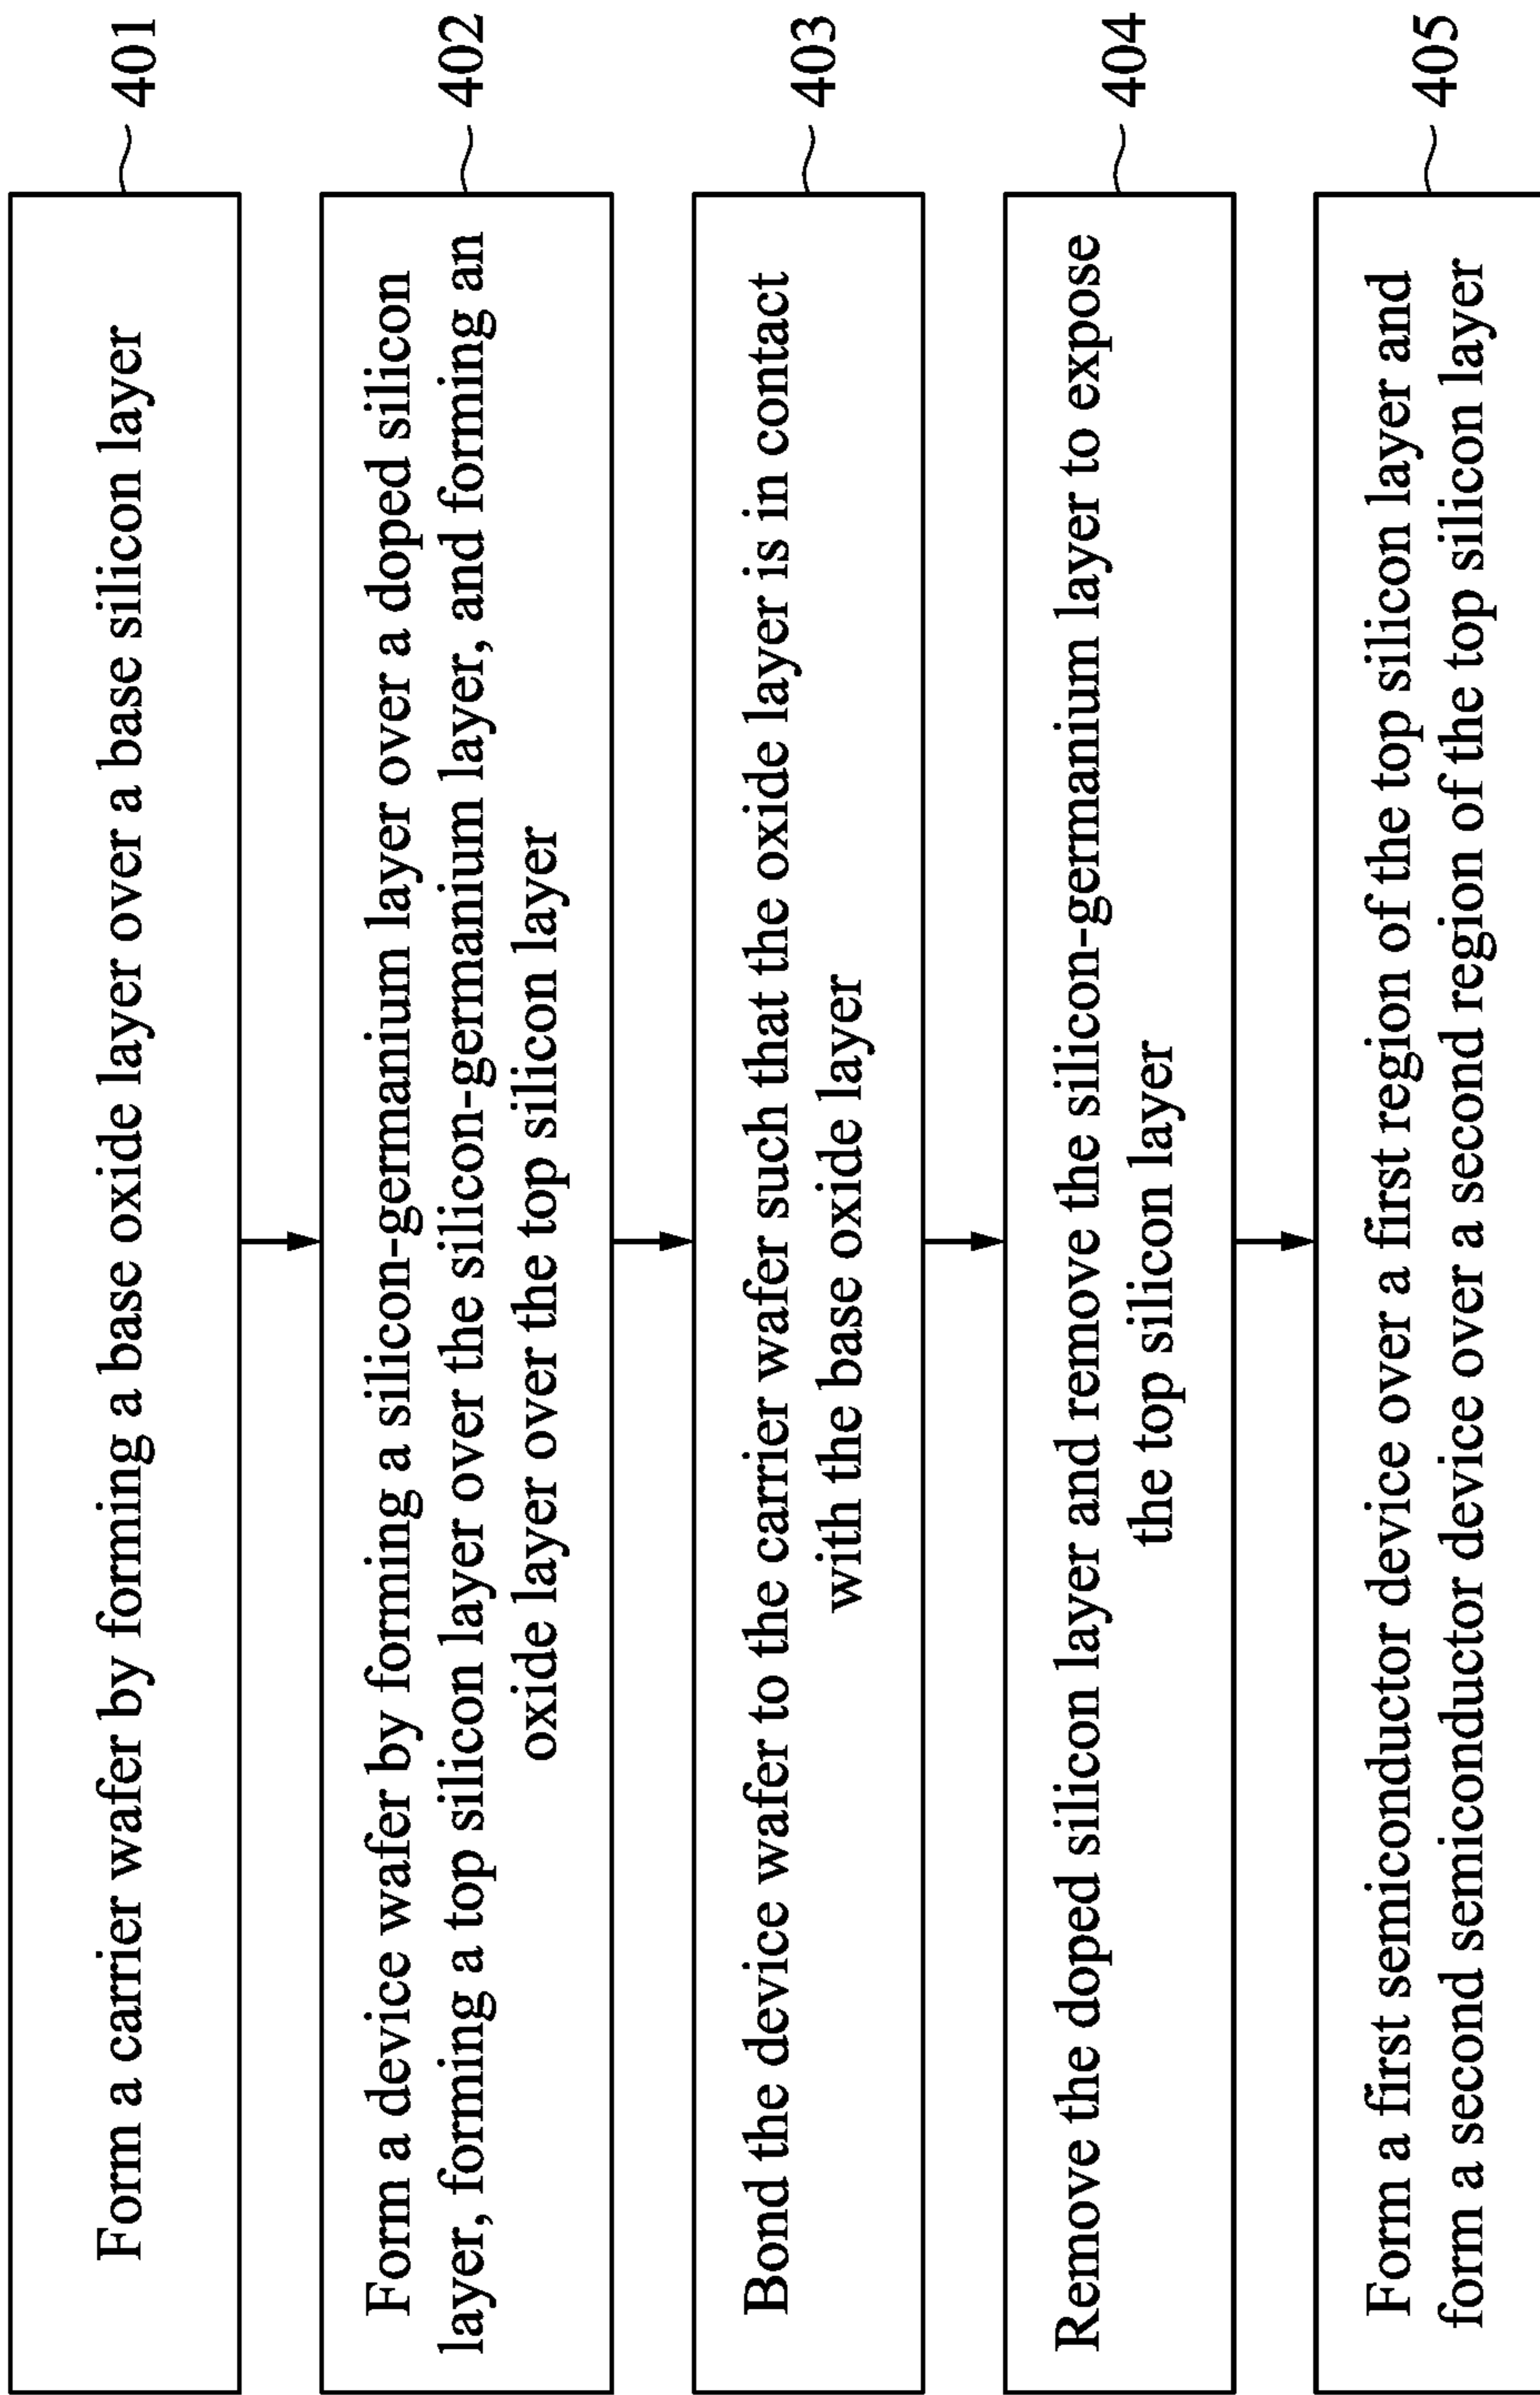 Form a carrier wafer by forming a base oxide layer over a base silicon layer
401
Form a device wafer by forming a silicon-germanium layer over a doped silicon
layer, forming a top silicon layer over the silicon-germanium layer, and forming an
oxide layer over the top silicon layer
402
Bond the device wafer to the carrier wafer such that the oxide layer is in contact
with the base oxide layer
403
Remove the doped silicon layer and remove the silicon-germanium layer to expose
the top silicon layer
404
Form a first semiconductor device over a first region of the top silicon layer and
form a second semiconductor device over a second region of the top silicon layer
405